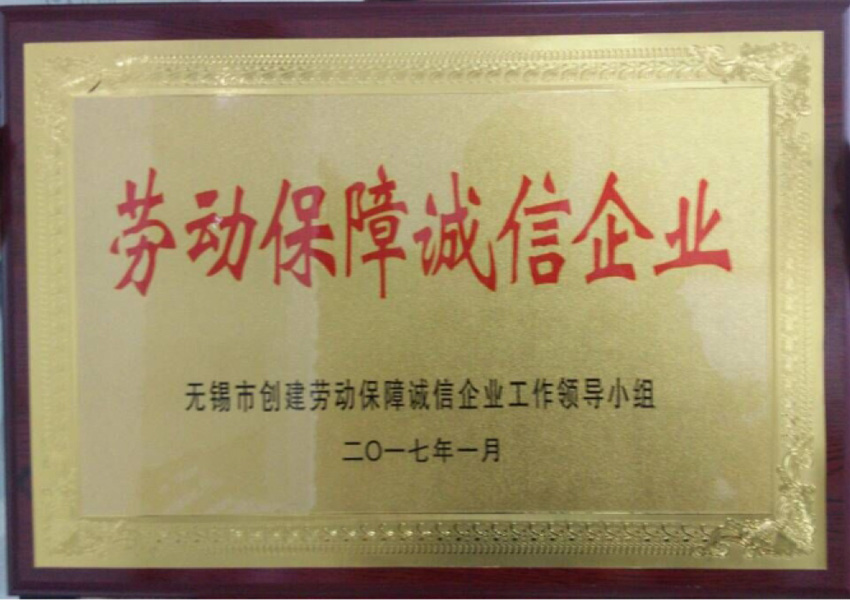 劳动保障诚信企业
无锡市创建劳动保障诚信企业工作领导小组
二〇一七年一月